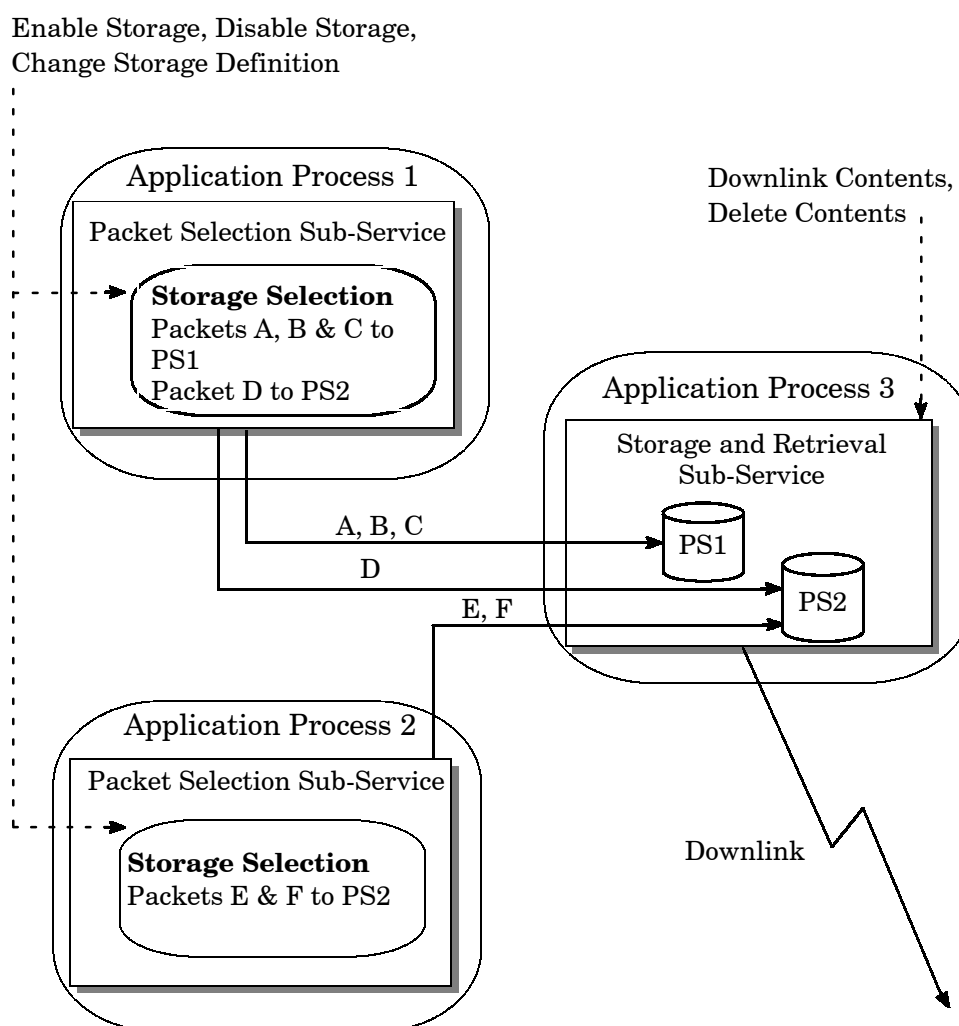 Enable Storage, Disable Storage,
Change Storage Definition
Application Process 1
Packet Selection Sub-Service
Storage Selection
Packets A, B & C to
PS1
Packet D to PS2
Downlink Contents,
Delete Contents
Application Process 3
Storage and Retrieval
Sub-Service
PS1
PS2
A, B, C
D
E, F
Application Process 2
Packet Selection Sub-Service
Storage Selection
Packets E & F to PS2
Downlink